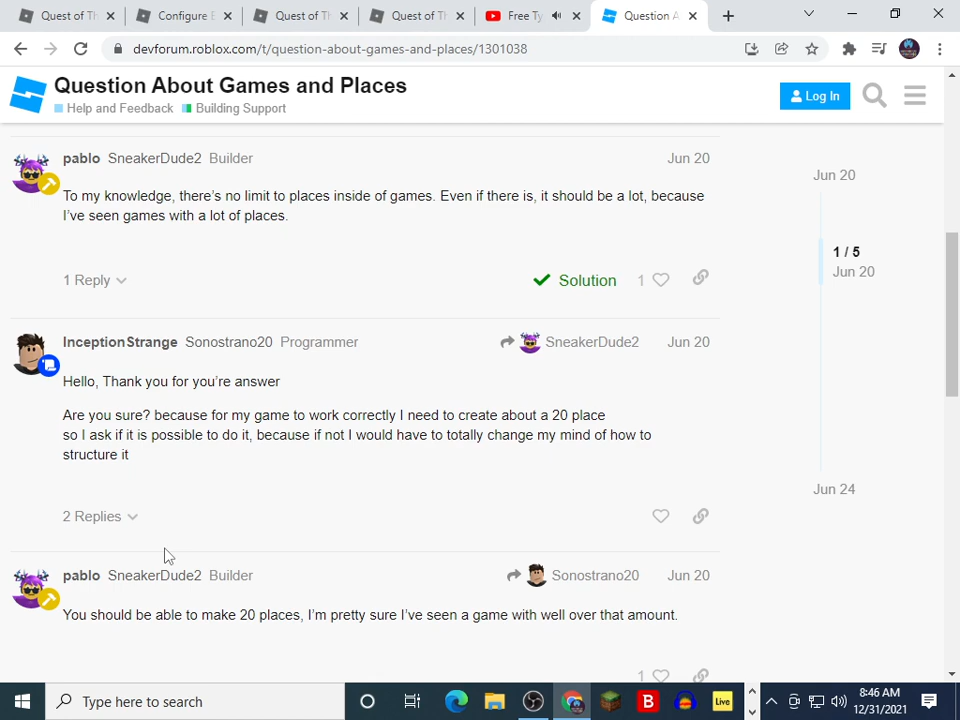 Quest of Th
Configure E
Quest of Th
Quest of Th
Free Ty
Question A
devforum.roblox.com/t/question-about-games-and-places/1301038
Question About Games and Places
Help and Feedback
Building Support
Log In
pablo SneakerDude2 Builder
Jun 20
To my knowledge, there's no limit to places inside of games. Even if there is, it should be a lot, because
I've seen games with a lot of places.
1 Reply
Solution
1
InceptionStrange Sonostrano20 Programmer
SneakerDude2
Jun 20
Hello, Thank you for you're answer
Are you sure? because for my game to work correctly I need to create about a 20 place
so I ask if it is possible to do it, because if not I would have to totally change my mind of how to
structure it
2 Replies
pablo SneakerDude2 Builder
Sonostrano20
Jun 20
You should be able to make 20 places, I'm pretty sure I've seen a game with well over that amount.
1
Jun 20
1 / 5
Jun 20
Jun 24
Type here to search
B
Live
8:46 AM
12/31/2021